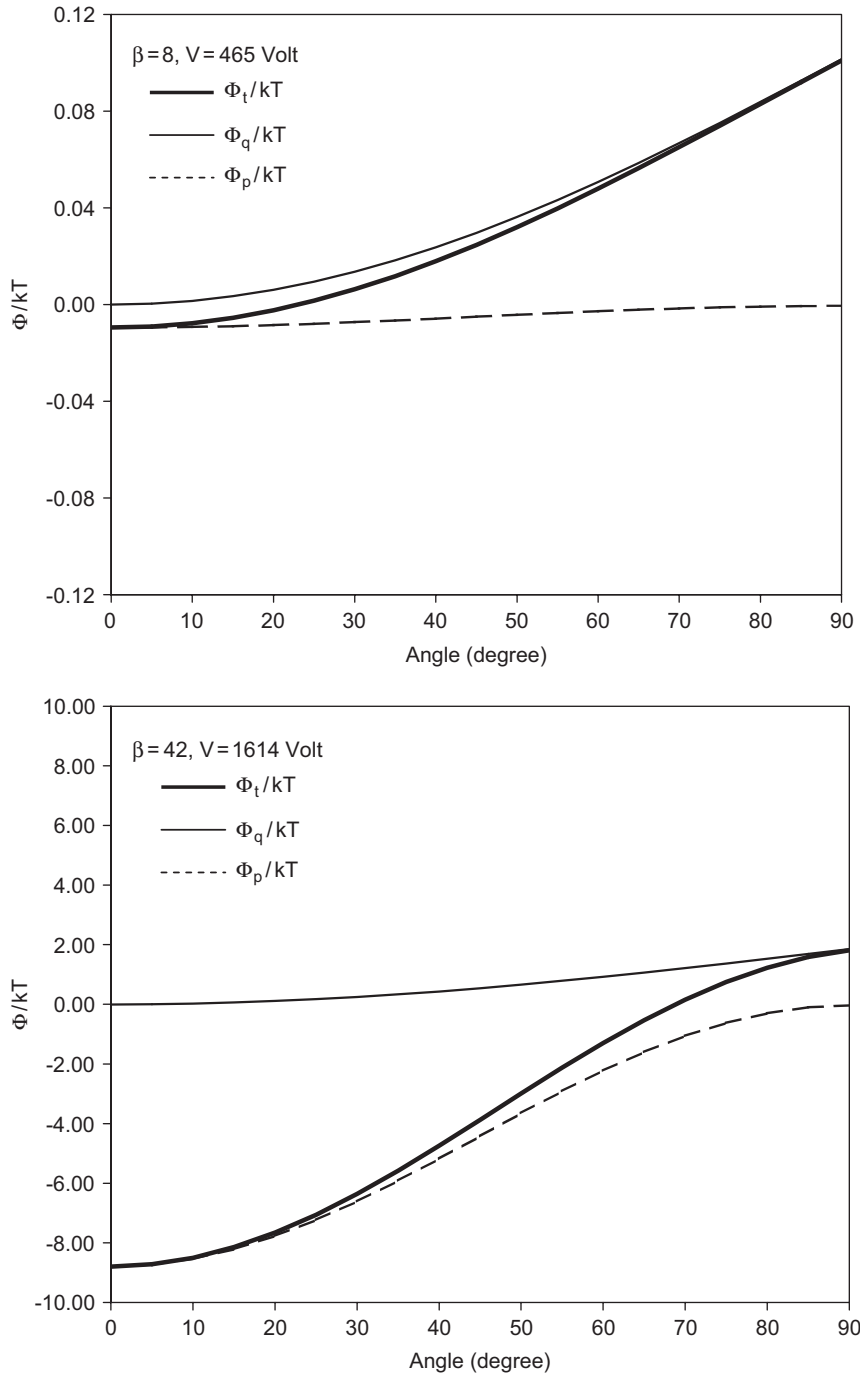 0.12
β=8, V=465 Volt
Φt/kT
0.08
Φq/kT
Φp/kT
0.04
0.00
Φ/kT
-0.04
-0.08
-0.12
0 10 20 30 40 50 60 70 80 90
Angle (degree)
10.00
β=42, V=1614 Volt
8.00
Φt/kT
6.00
Φq/kT
Φp/kT
4.00
2.00
0.00
Φ/kT
-2.00
-4.00
-6.00
-8.00
-10.00
0 10 20 30 40 50 60 70 80 90
Angle (degree)